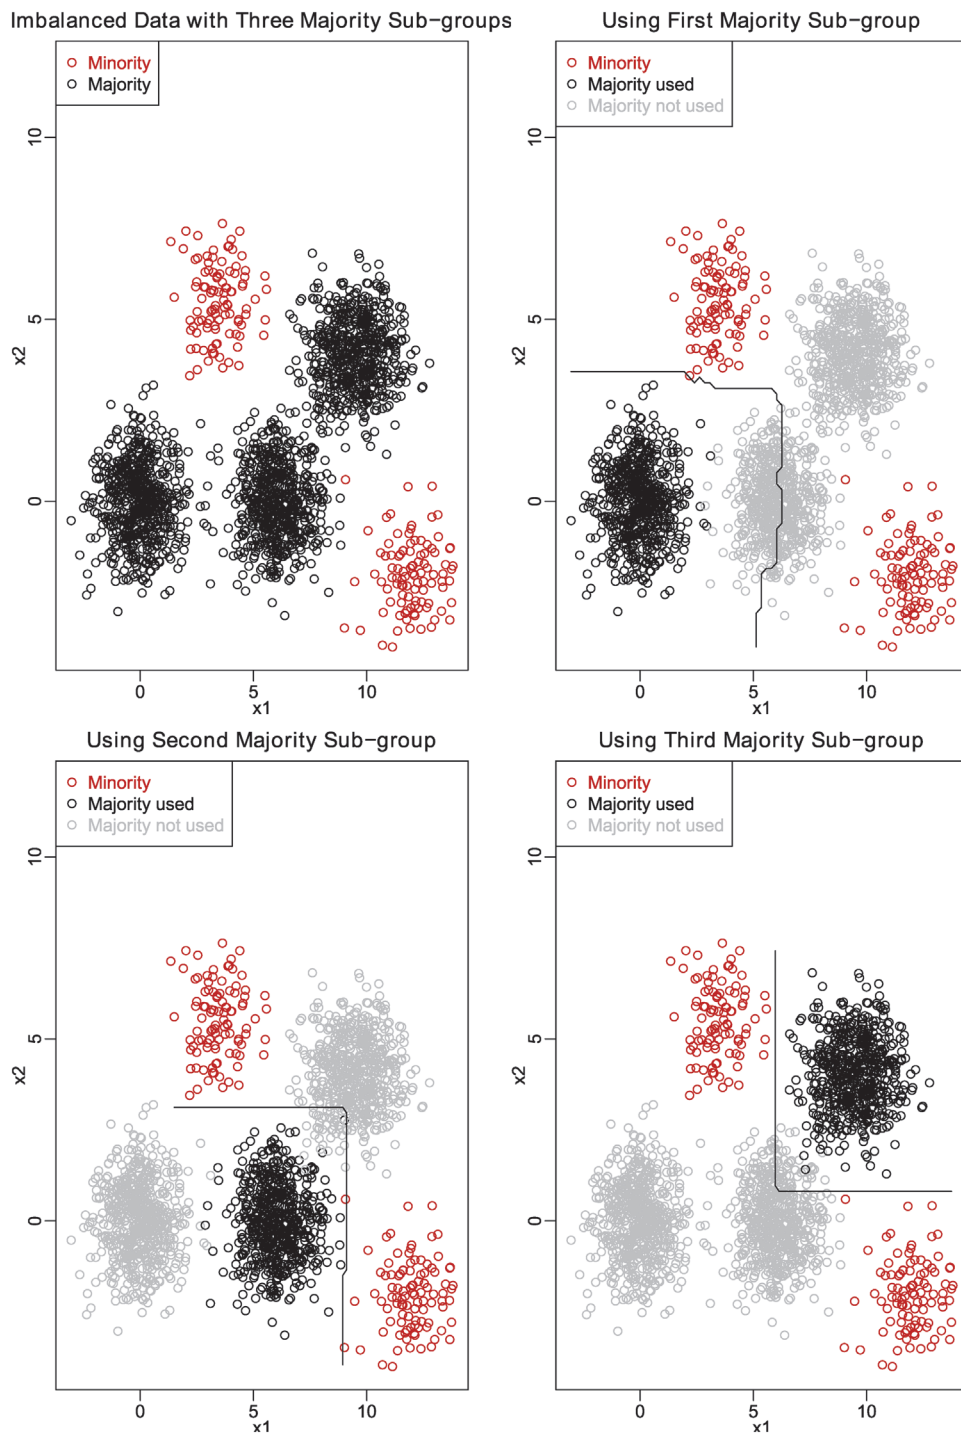 Imbalanced Data with Three Majority Sub-groups
Minority
Majority
10
5
0
x2
0 5 10
x1
Using First Majority Sub-group
Minority
Majority used
Majority not used
10
5
0
x2
0 5 10
x1
Using Second Majority Sub-group
Minority
Majority used
Majority not used
10
5
0
x2
0 5 10
x1
Using Third Majority Sub-group
Minority
Majority used
Majority not used
10
5
0
x2
0 5 10
x1